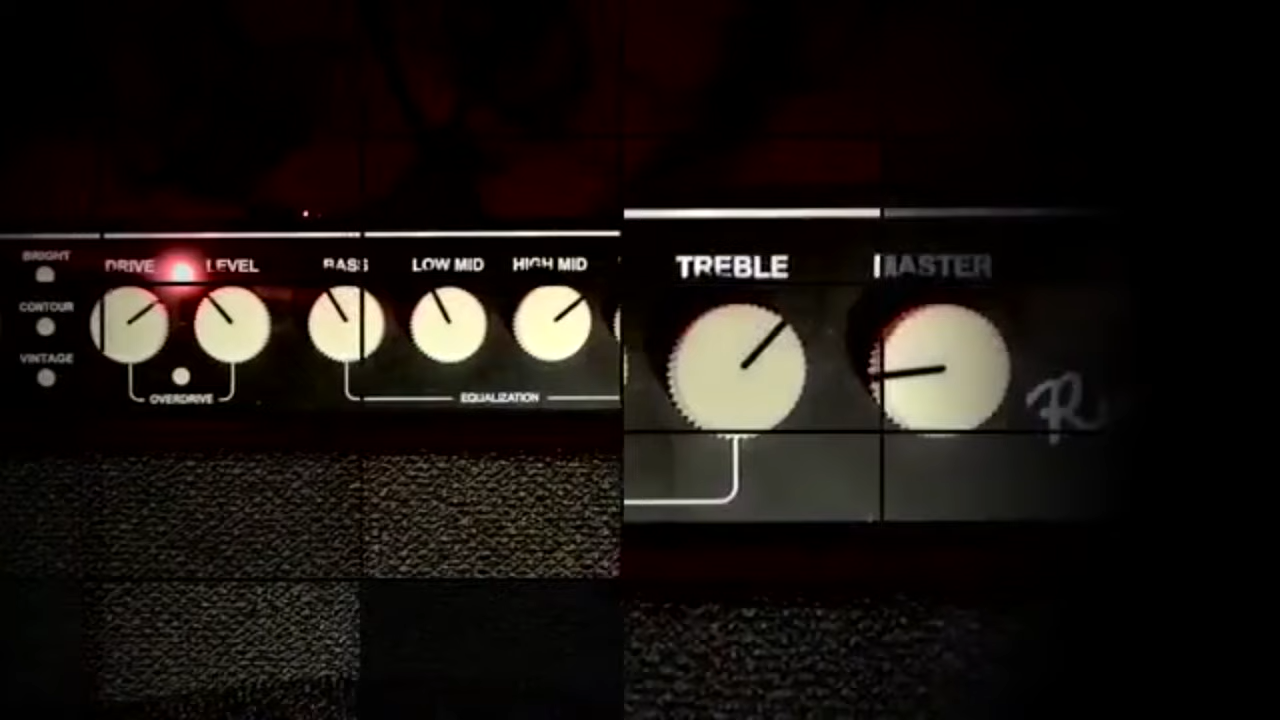 BRIGHT
DRIVE LEVEL BASS LOW MID HIGH MID TREBLE MASTER
CONTOUR
VINTAGE
OVERDRIVE EQUALIZATION